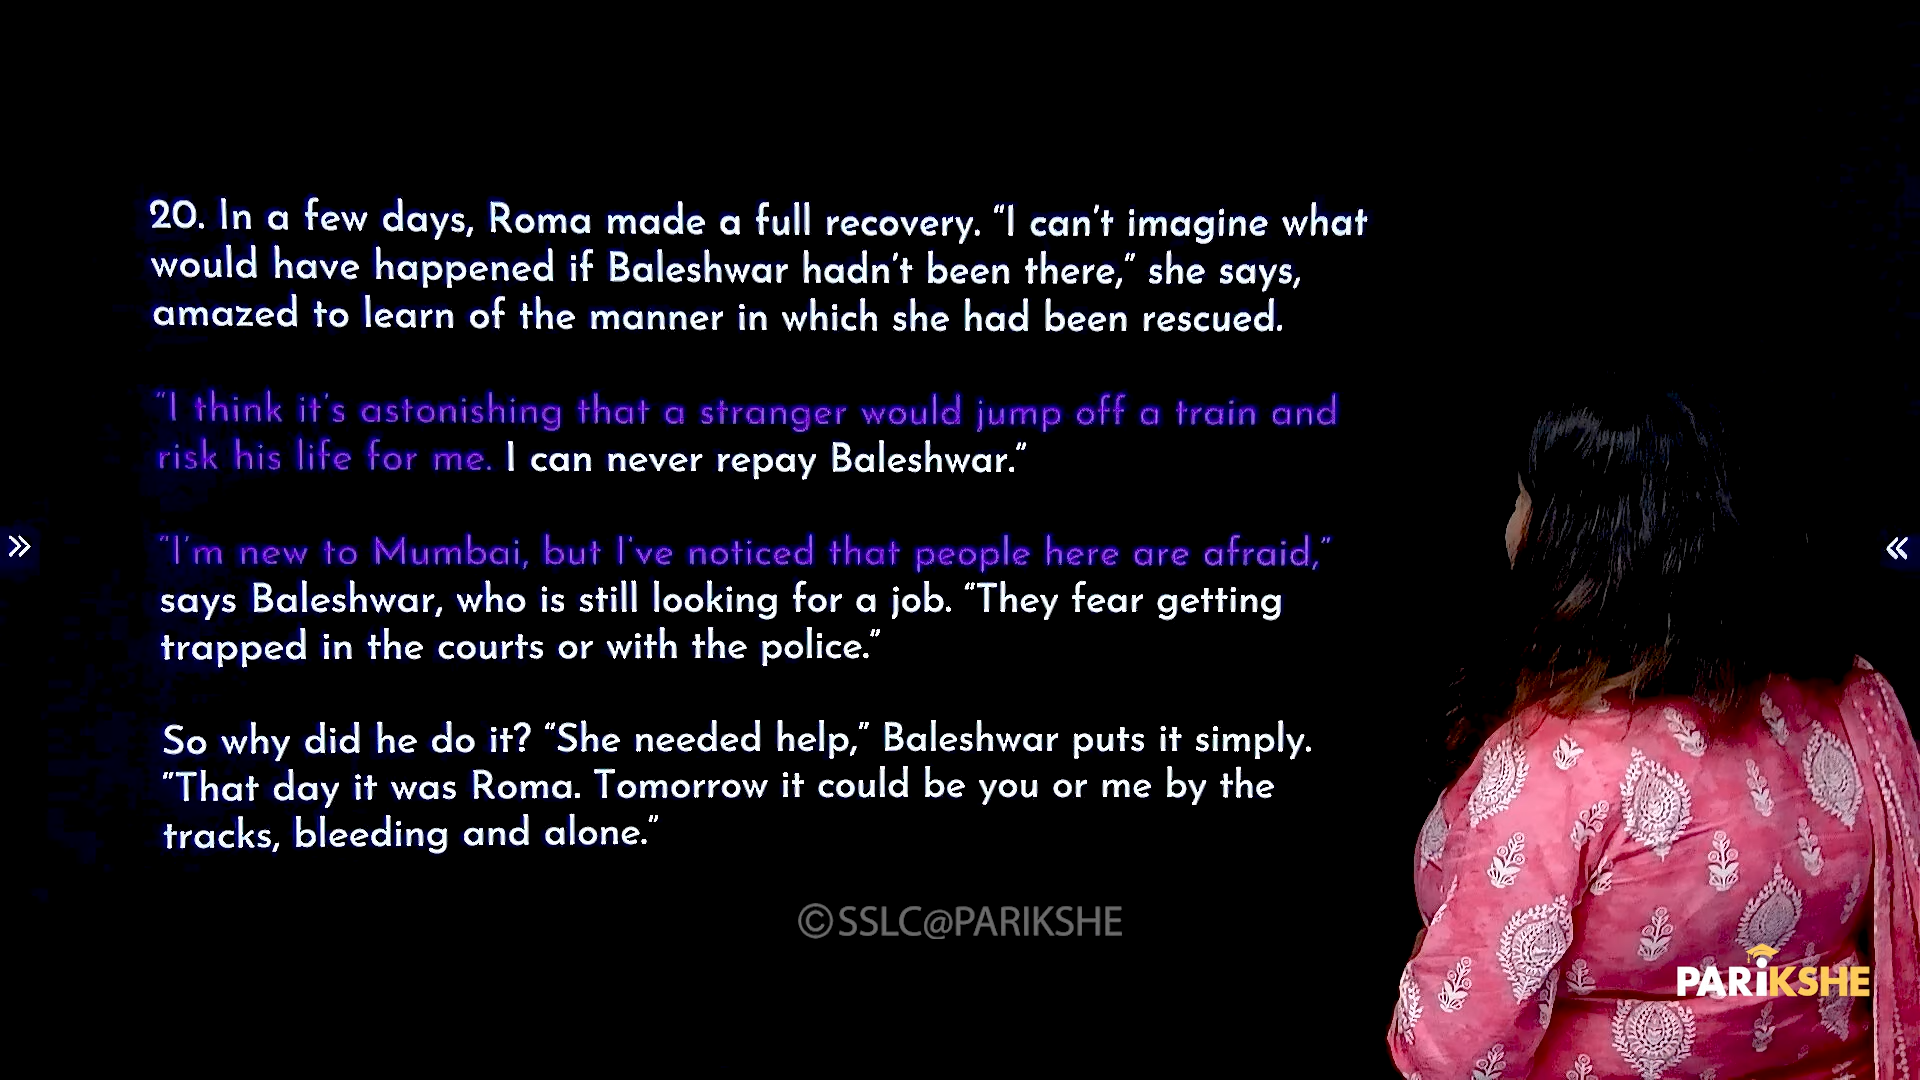 20. In a few days, Roma made a full recovery. “I can’t imagine what
would have happened if Baleshwar hadn’t been there,” she says,
amazed to learn of the manner in which she had been rescued.
“I think it’s astonishing that a stranger would jump off a train and
risk his life for me. I can never repay Baleshwar.”
“I’m new to Mumbai, but I’ve noticed that people here are afraid,”
says Baleshwar, who is still looking for a job. “They fear getting
trapped in the courts or with the police.”
So why did he do it? “She needed help,” Baleshwar puts it simply.
“That day it was Roma. Tomorrow it could be you or me by the
tracks, bleeding and alone.”
©SSLC@PARIKSHE
PARiKSHE